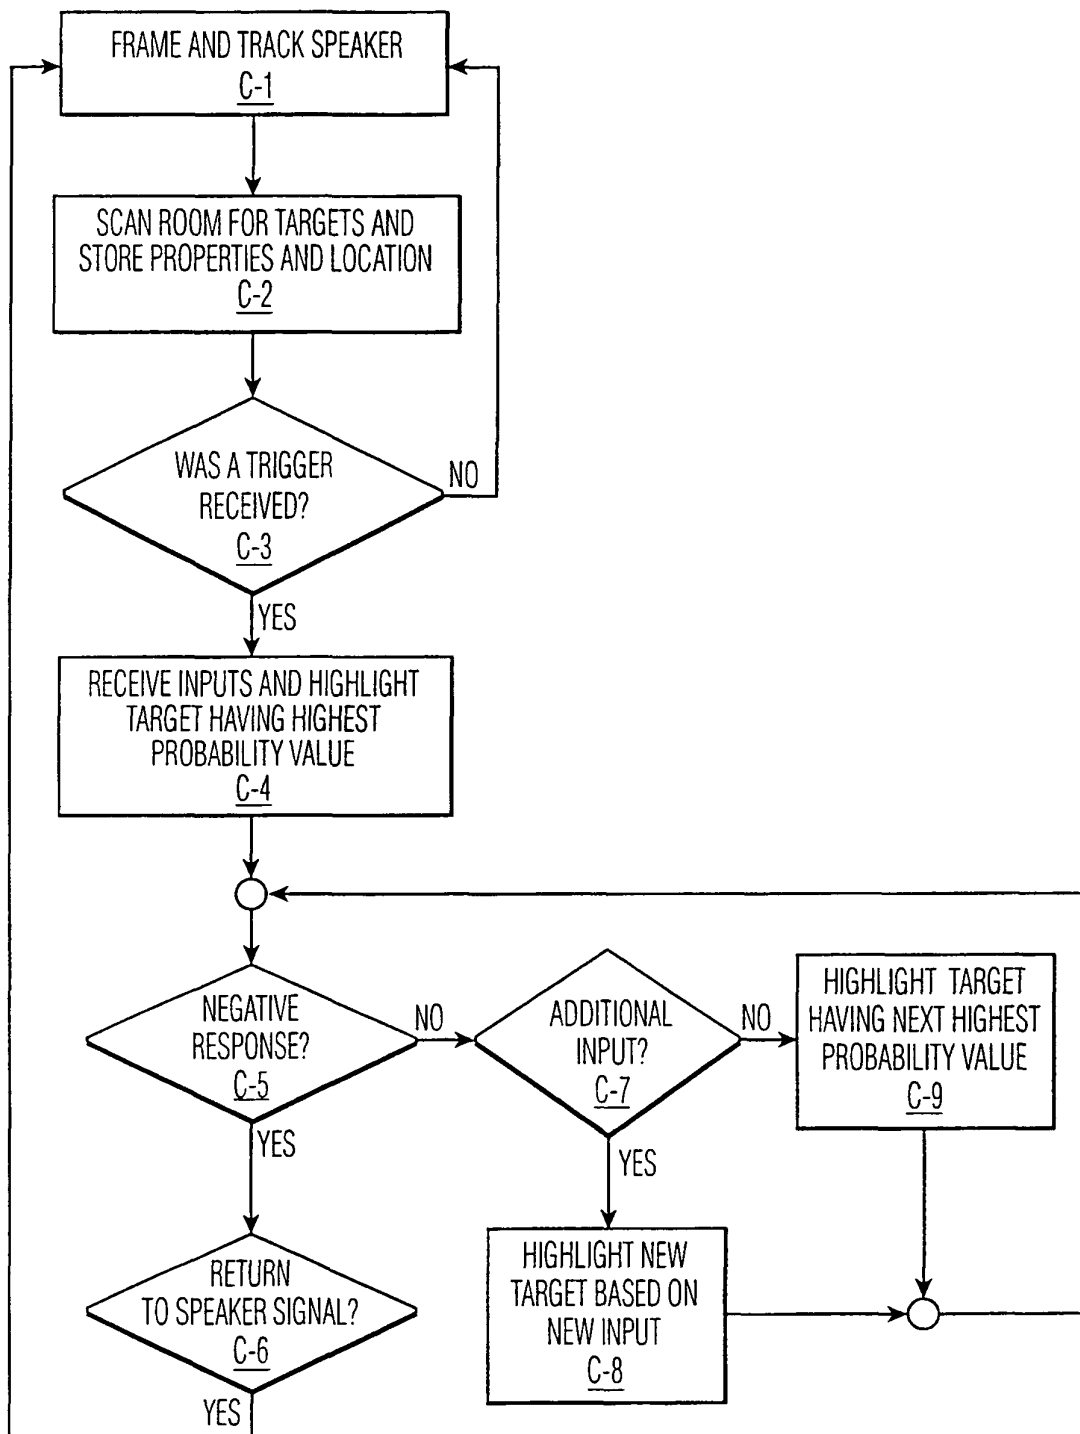 FRAME AND TRACK SPEAKER
C-1
SCAN ROOM FOR TARGETS AND
STORE PROPERTIES AND LOCATION
C-2
WAS A TRIGGER
RECEIVED?
C-3
NO
YES
RECEIVE INPUTS AND HIGHLIGHT
TARGET HAVING HIGHEST
PROBABILITY VALUE
C-4
NEGATIVE
RESPONSE?
C-5
NO
YES
ADDITIONAL
INPUT?
C-7
NO
YES
HIGHLIGHT TARGET
HAVING NEXT HIGHEST
PROBABILITY VALUE
C-9
RETURN
TO SPEAKER SIGNAL?
C-6
YES
HIGHLIGHT NEW
TARGET BASED ON
NEW INPUT
C-8